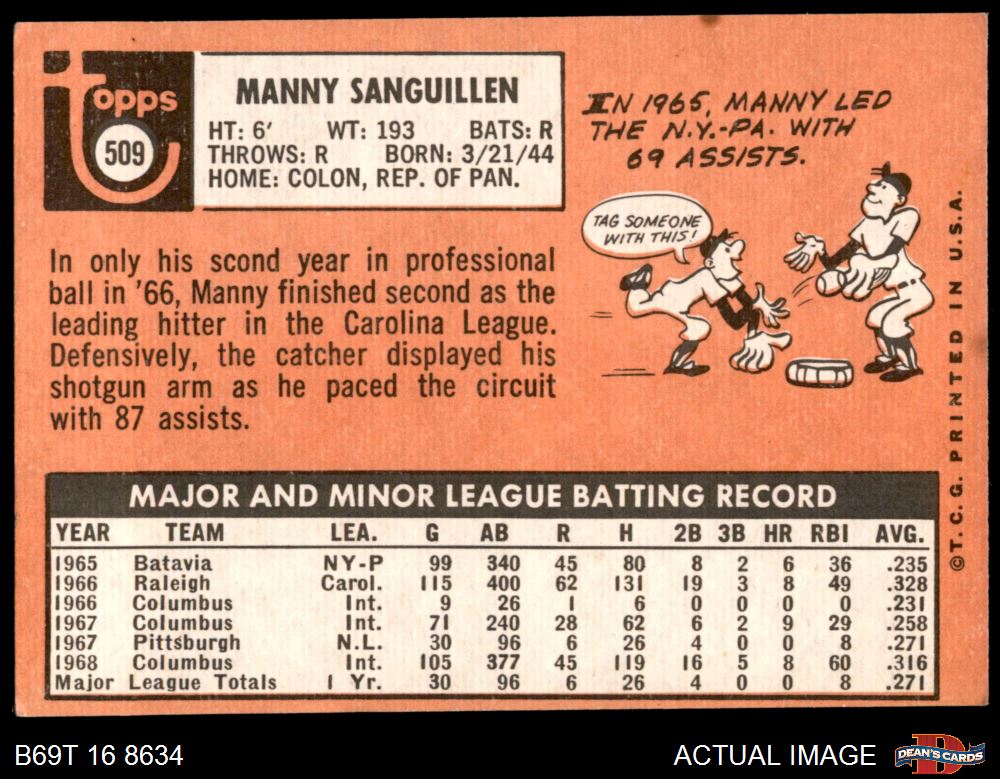 Topps
509
MANNY SANGUILLEN
HT: 6' WT: 193 BATS: R
THROWS: R BORN: 3/21/44
HOME: COLON, REP. OF PAN.
IN 1965, MANNY LED
THE N.Y.-PA. WITH
69 ASSISTS.
TAG SOMEONE
WITH THIS!
In only his scond year in professional
ball in '66, Manny finished second as the
leading hitter in the Carolina League.
Defensively, the catcher displayed his
shotgun arm as he paced the circuit
with 87 assists.
©T.C.G. PRINTED IN U.S.A.
MAJOR AND MINOR LEAGUE BATTING RECORD
YEAR TEAM LEA. G AB R H 2B 3B HR RBI AVG.
1965 Batavia NY-P 99 340 45 80 8 2 6 36 .235
1966 Raleigh Carol. 115 400 62 131 19 3 8 49 .328
1966 Columbus Int. 9 26 1 6 0 0 0 0 .231
1967 Columbus Int. 71 240 28 62 6 2 9 29 .258
1967 Pittsburgh N.L. 30 96 6 26 4 0 0 8 .271
1968 Columbus Int. 105 377 45 119 16 5 8 60 .316
Major League Totals 1 Yr. 30 96 6 26 4 0 0 8 .271
B69T 16 8634
ACTUAL IMAGE
DEAN'S CARDS